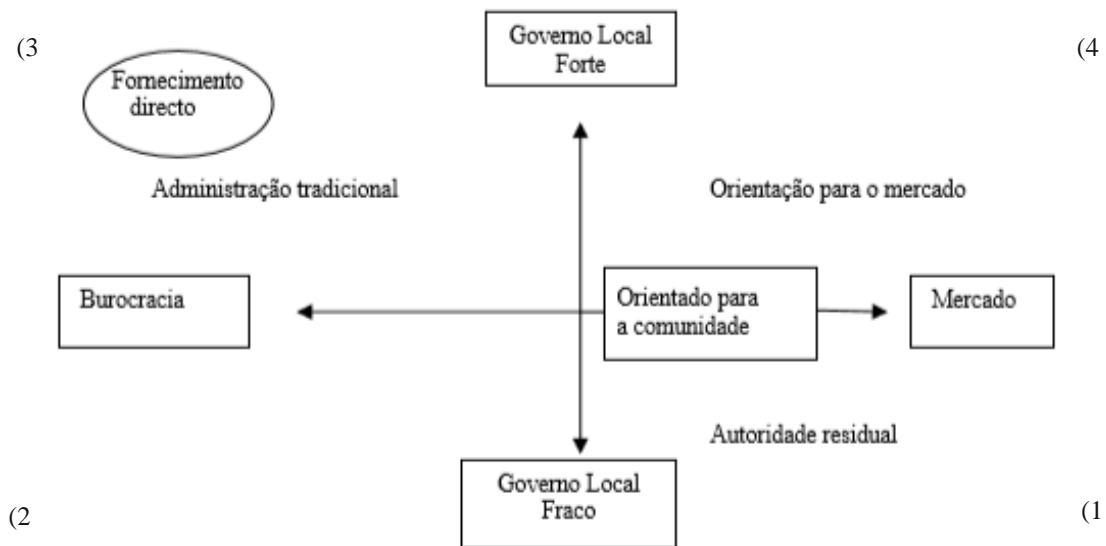 (3
Governo Local
Forte
(4
Fornecimento
directo
Administração tradicional
Orientação para o mercado
Burocracia
Orientado para
a comunidade
Mercado
Autoridade residual
Governo Local
Fraco
(2
(1